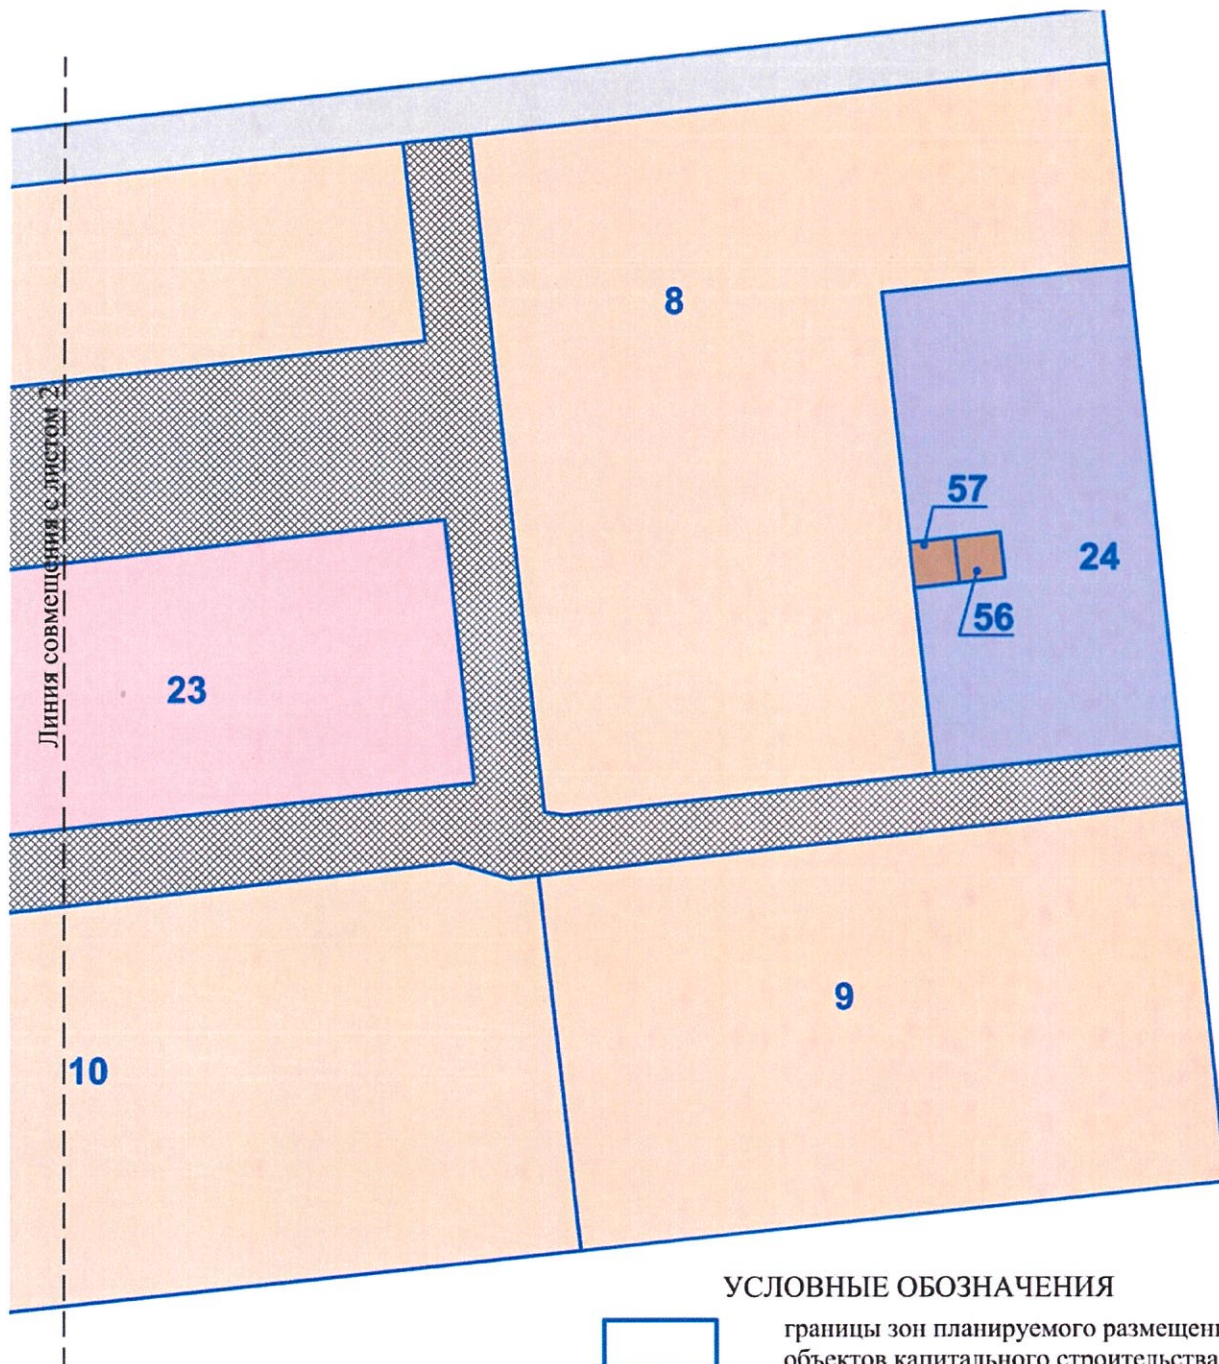 8
57
24
56
Линия совмещения с листом 2
23
9
10
УСЛОВНЫЕ ОБОЗНАЧЕНИЯ
границы зон планируемого
объектов капитального строительства